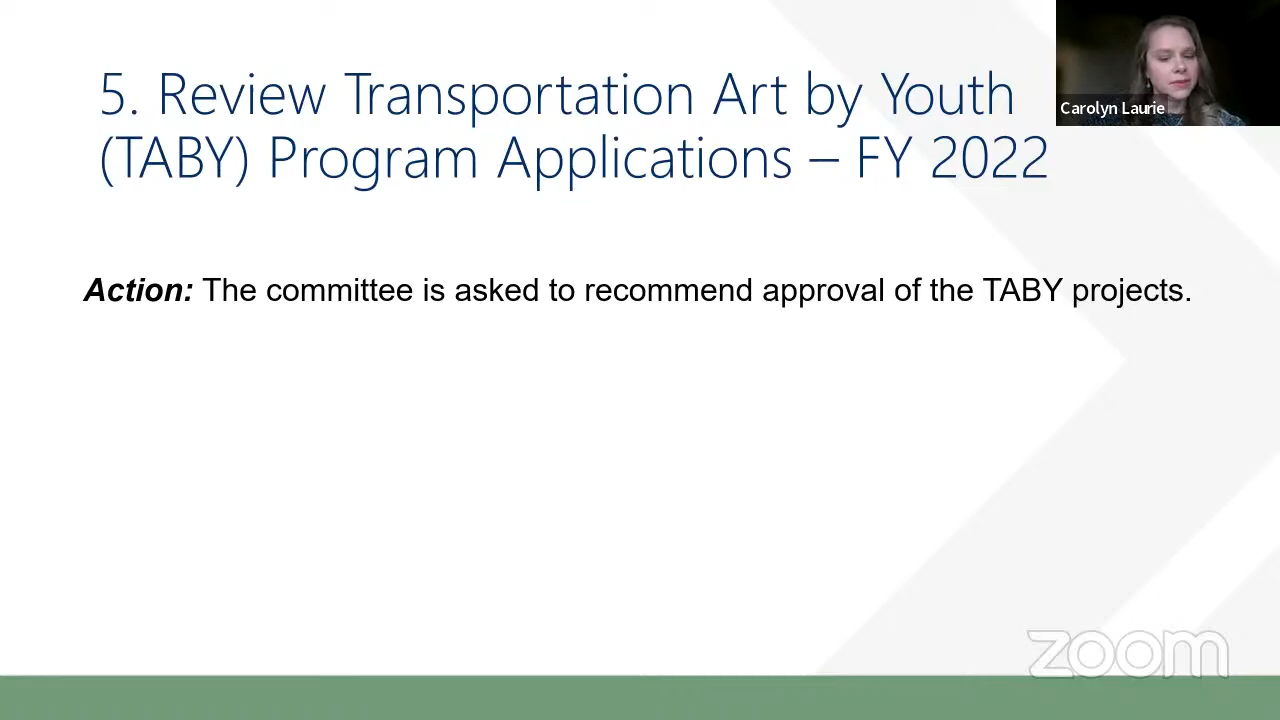 5. Review Transportation Art by Youth
(TABY) Program Applications – FY 2022
Carolyn Laurie
Action: The committee is asked to recommend approval of the TABY projects.
zoom